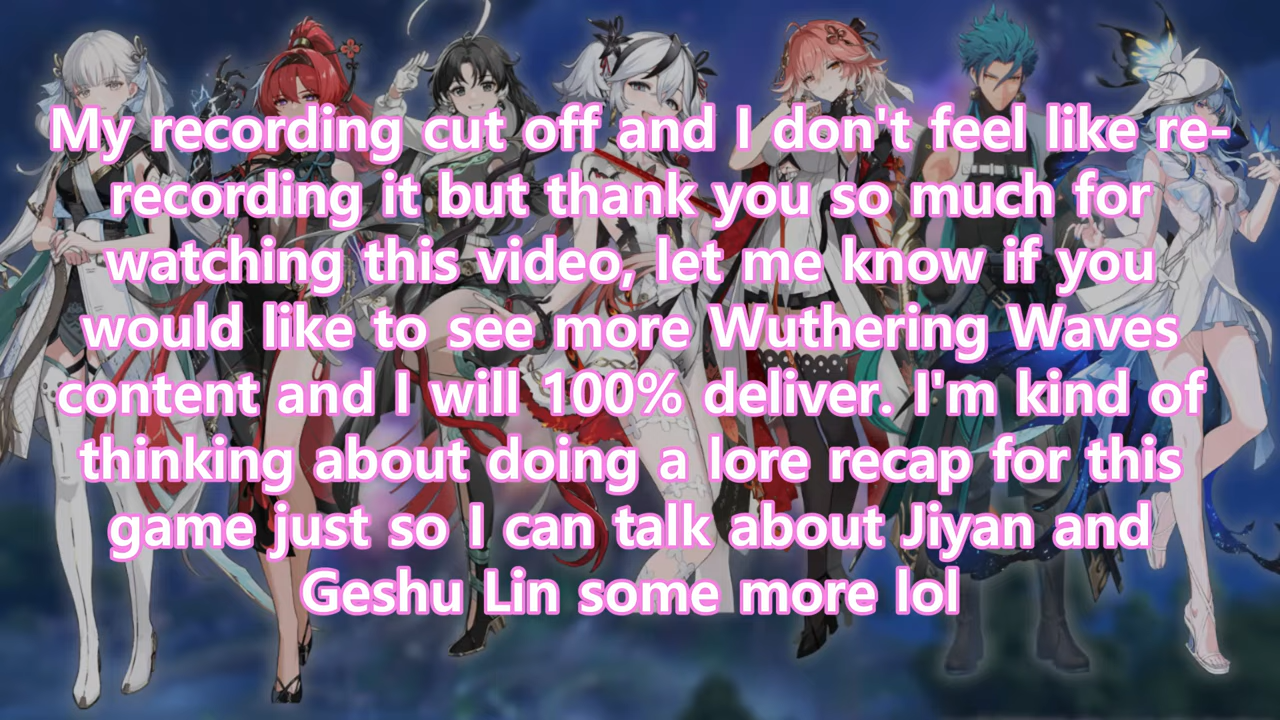 My recording cut off and I don't feel like re-
recording it but thank you so much for
watching this video, let me know if you
would like to see more Wuthering Waves
content and I will 100% deliver. I'm kind of
thinking about doing a lore recap for this
game just so I can talk about Jiyan and
Geshu Lin some more lol